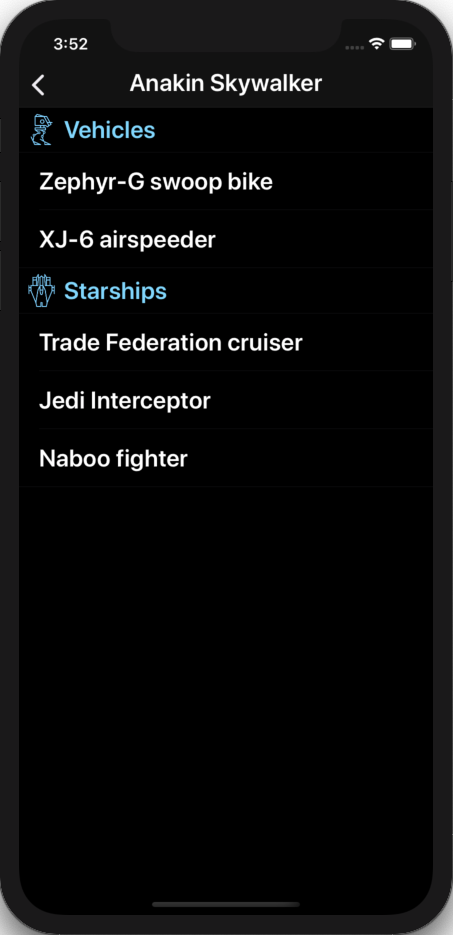 3:52
Anakin Skywalker
Vehicles
Zephyr-G swoop bike
XJ-6 airspeeder
Starships
Trade Federation cruiser
Jedi Interceptor
Naboo fighter